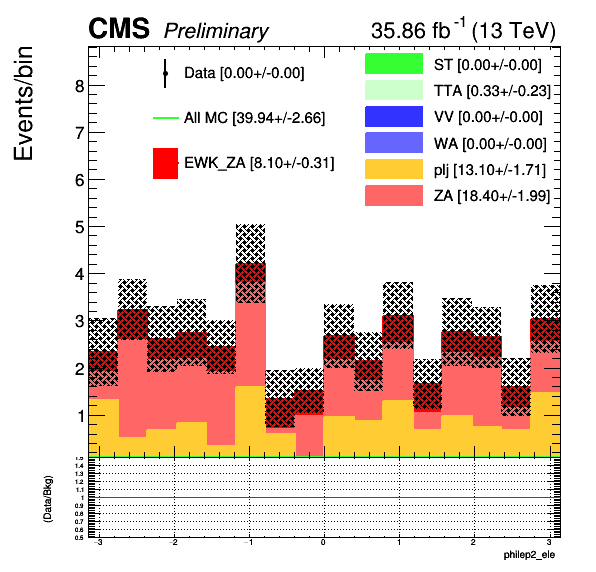 CMS Preliminary 35.86 fb⁻¹ (13 TeV)
Events/bin
Data [0.00+/-0.00]
All MC [39.94+/-2.66]
EWK_ZA [8.10+/-0.31]
ST [0.00+/-0.00]
TTA [0.33+/-0.23]
VV [0.00+/-0.00]
WA [0.00+/-0.00]
plj [13.10+/-1.71]
ZA [18.40+/-1.99]
8
7
6
5
4
3
2
1
(Data/Bkg)
1.5
1.4
1.3
1.2
1.1
1
0.9
0.8
0.7
0.6
0.5
−3 −2 −1 0 1 2 3
philep2_ele